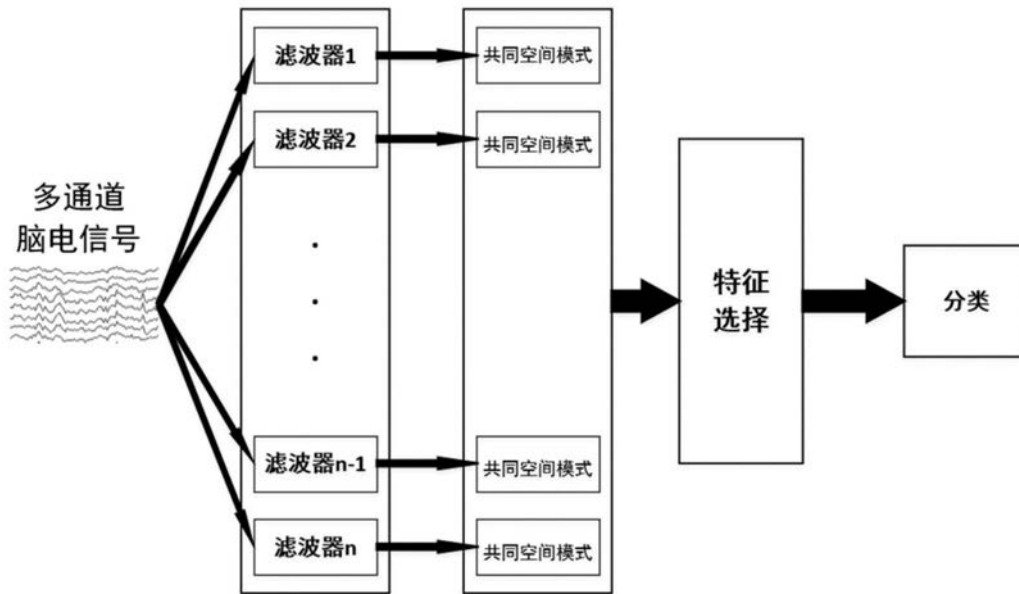 多通道
脑电信号
滤波器1
共同空间模式
滤波器2
共同空间模式
滤波器n-1
共同空间模式
滤波器n
共同空间模式
特征
选择
分类